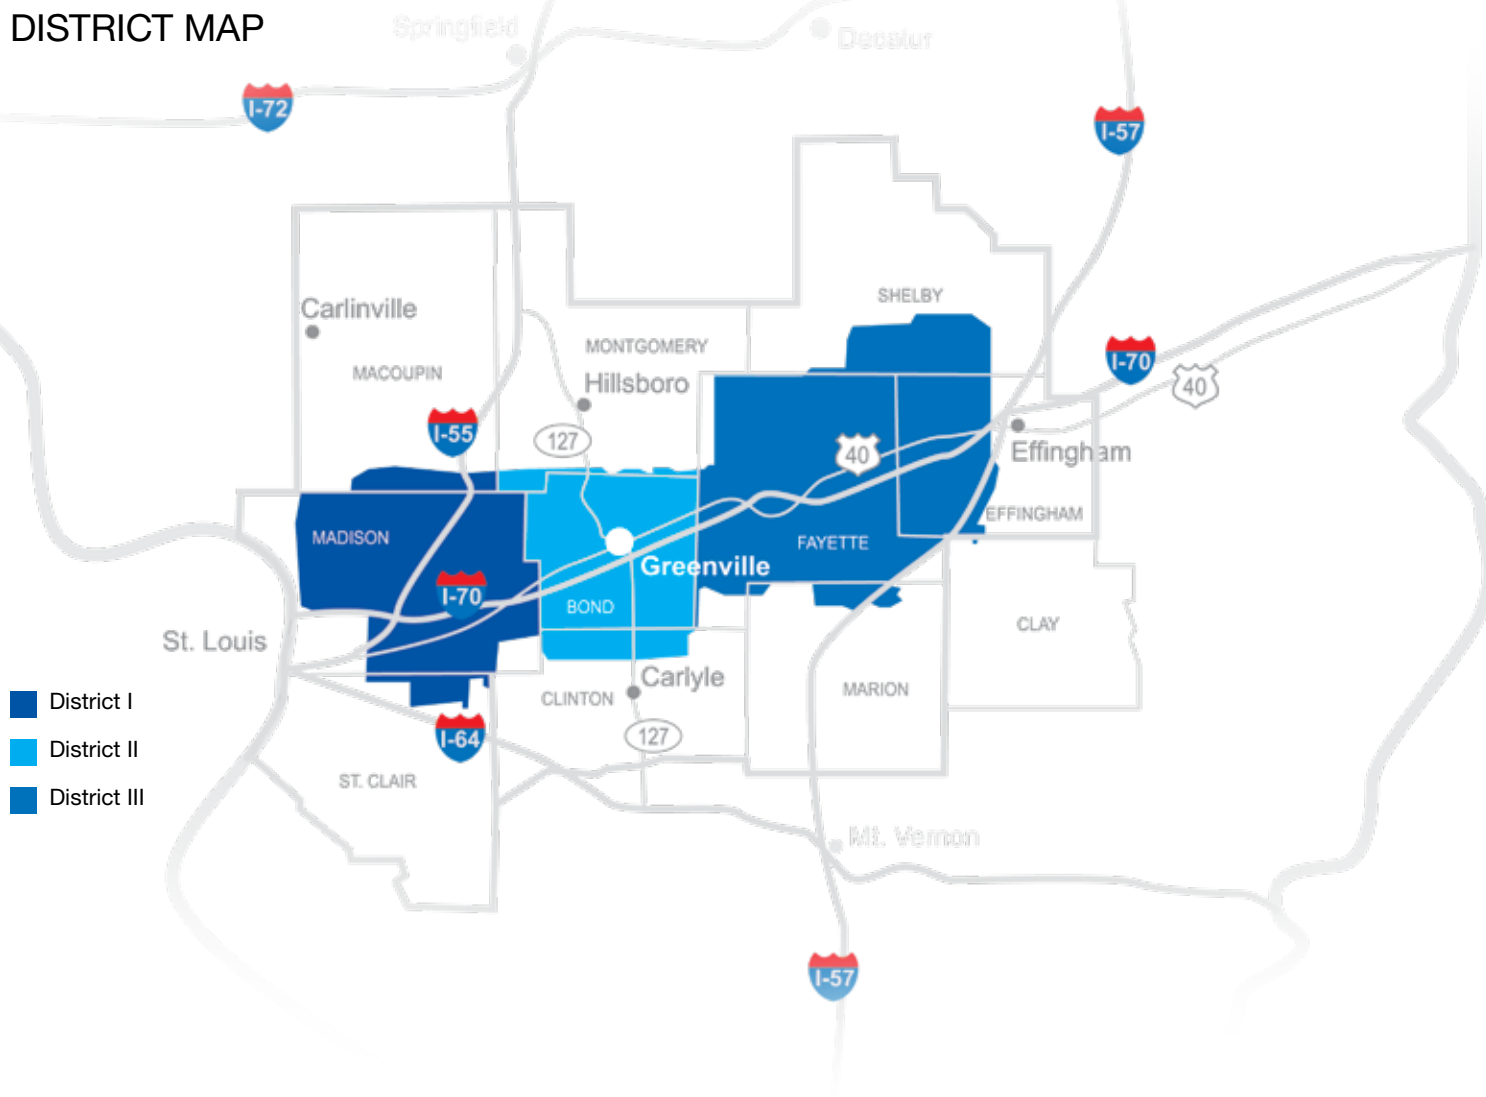 DISTRICT MAP
Springfield
Decatur
I-72
I-57
SHELBY
Carlinville
MONTGOMERY
MACOUPIN
Hillsboro
I-70
40
I-55
127
40
Effingham
EFFINGHAM
MADISON
FAYETTE
Greenville
I-70
BOND
CLAY
St. Louis
Carlyle
CLINTON
MARION
District I
127
I-64
District II
ST. CLAIR
District III
Mt. Vernon
I-57